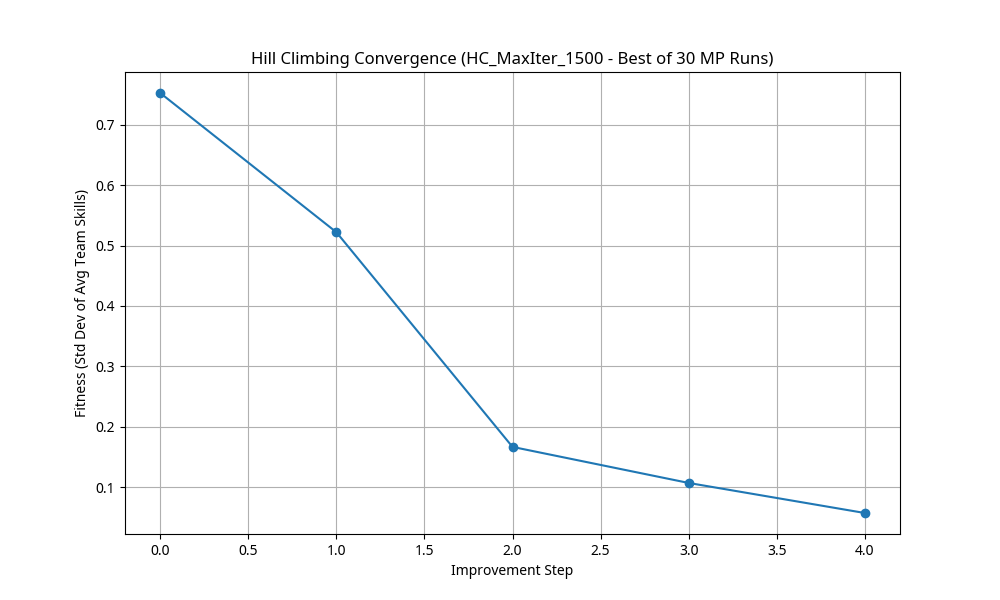 Hill Climbing Convergence (HC_MaxIter_1500 - Best of 30 MP Runs)
Fitness (Std Dev of Avg Team Skills)
0.7
0.6
0.5
0.4
0.3
0.2
0.1
0.0 0.5 1.0 1.5 2.0 2.5 3.0 3.5 4.0
Improvement Step